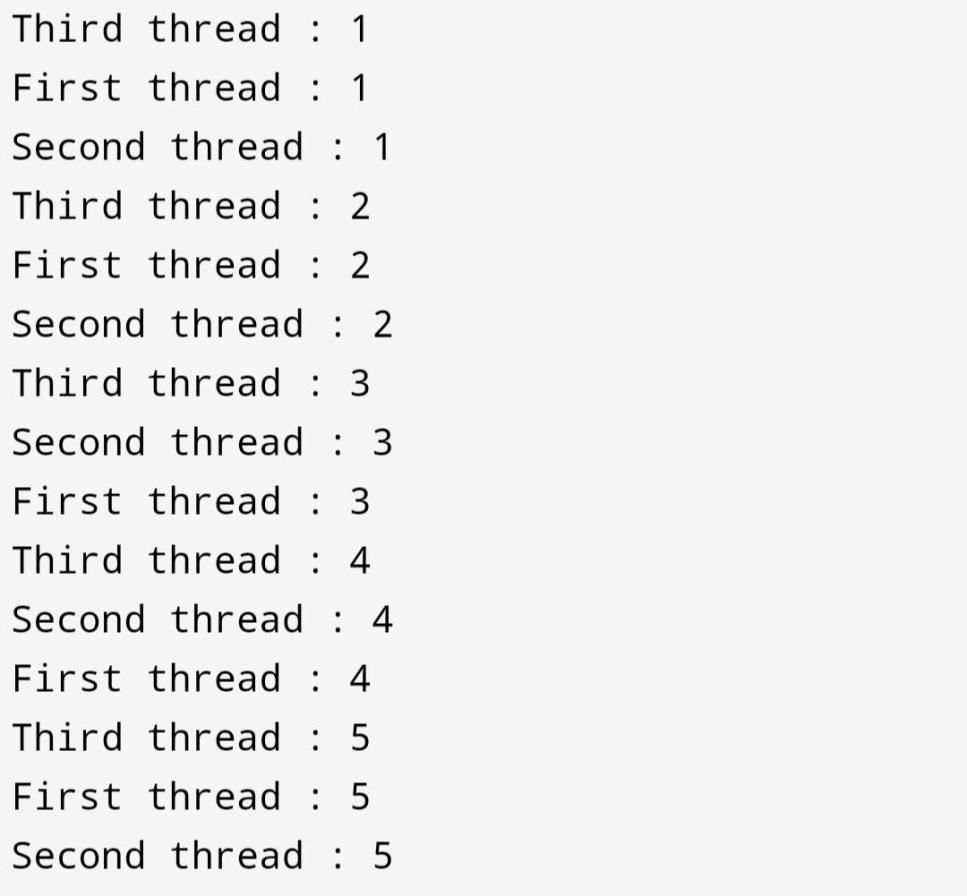 Third thread : 1
First thread : 1
Second thread : 1
Third thread : 2
First thread : 2
Second thread : 2
Third thread : 3
Second thread : 3
First thread : 3
Third thread : 4
Second thread : 4
First thread : 4
Third thread : 5
First thread : 5
Second thread : 5